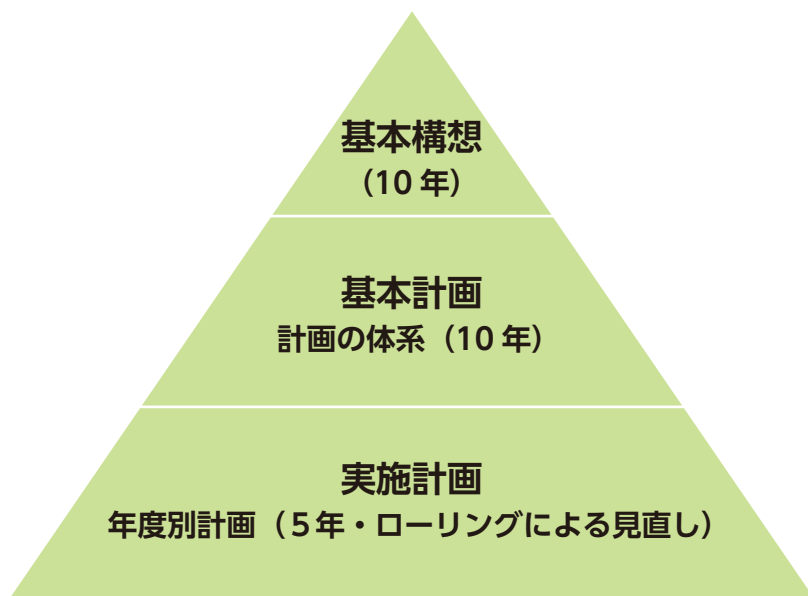 基本構想
（10 年）
基本計画
計画の体系（10 年）
実施計画
年度別計画（５年・ローリングによる見直し）